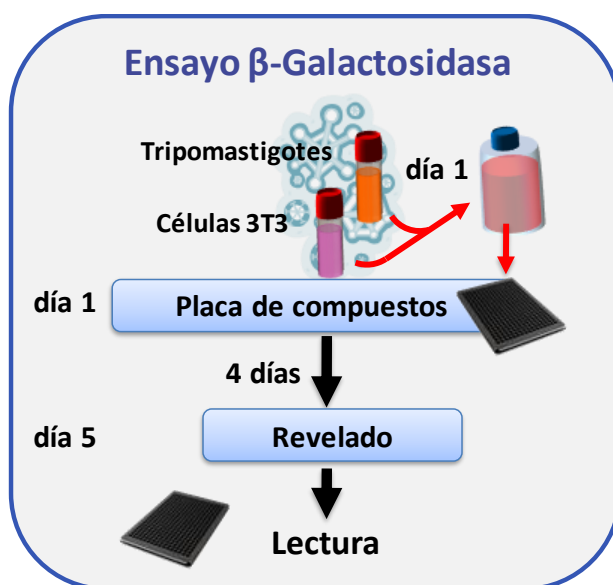 Ensayo β-Galactosidasa
Tripomastigotes
día 1
Células 3T3
día 1
Placa de compuestos
4 días
día 5
Revelado
Lectura